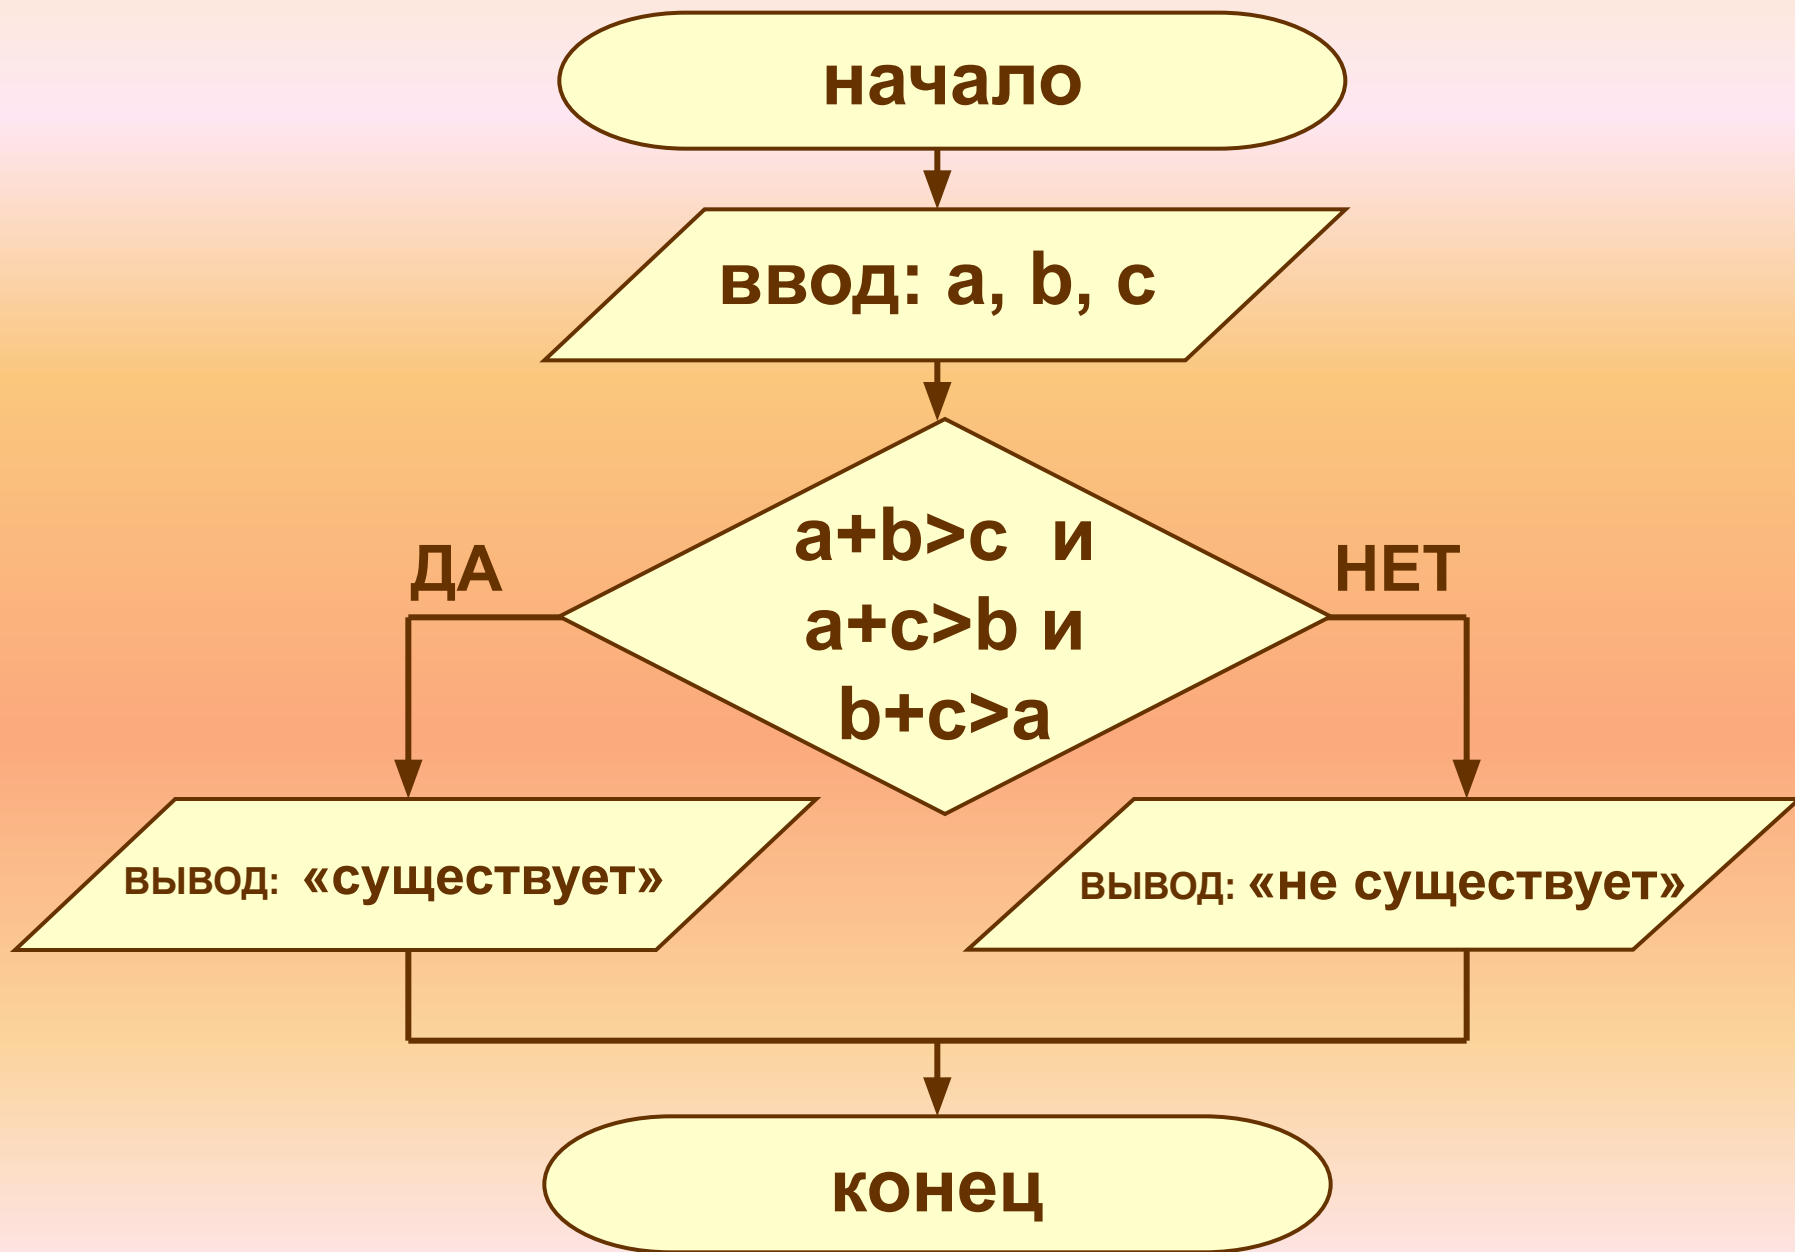 начало
ввод: a, b, c
a+b>c и
a+c>b и
b+c>a
ДА
НЕТ
ВЫВОД: «существует»
ВЫВОД: «не существует»
конец